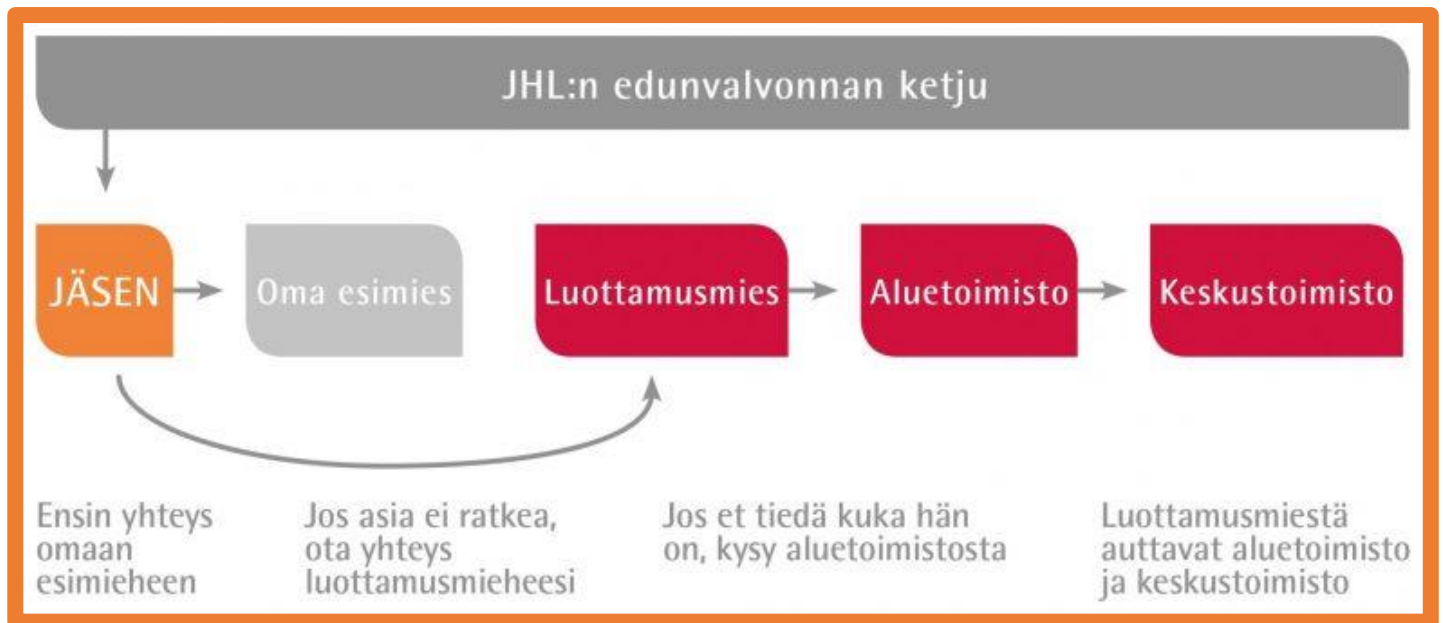 JHL:n edunvalvonnan ketju
JÄSEN
Oma esimies
Luottamusmies
Aluetoimisto
Keskustoimisto
Ensin yhteys
omaan
esimieheen
Jos asia ei ratkea,
ota yhteys
luottamusmieheesi
Jos et tiedä kuka hän
on, kysy aluetoimistosta
Luottamusmiestä
auttavat aluetoimisto
ja keskustoimisto